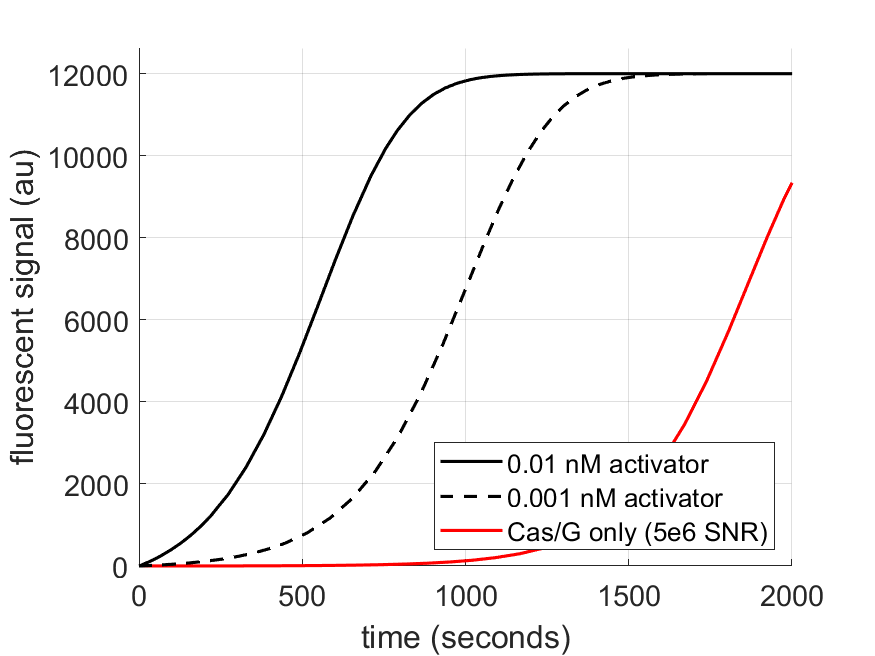 12000
10000
8000
6000
4000
2000
0
fluorescent signal (au)
0.01 nM activator
0.001 nM activator
Cas/G only (5e6 SNR)
0 500 1000 1500 2000
time (seconds)